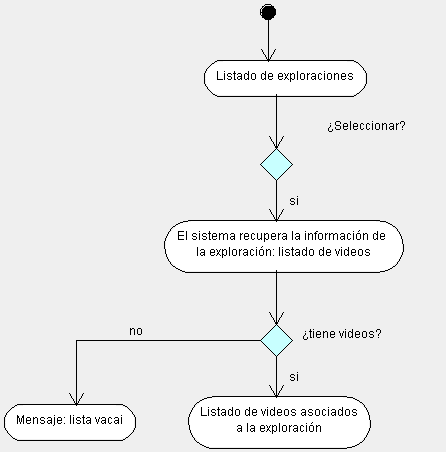 Listado de exploraciones
¿Seleccionar?
si
El sistema recupera la información de
la exploración: listado de videos
¿tiene videos?
no
si
Mensaje: lista vacai
Listado de videos asociados
a la exploración